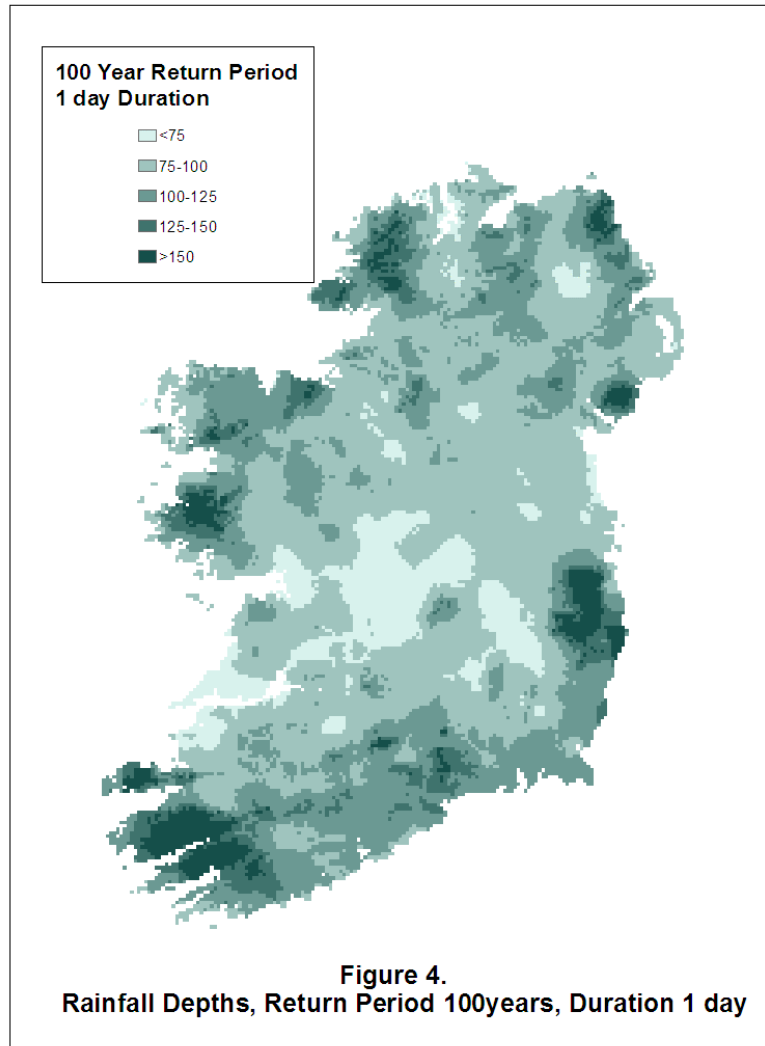 100 Year Return Period
1 day Duration
<75
75-100
100-125
125-150
>150
Figure 4.
Rainfall Depths, Return Period 100years, Duration 1 day